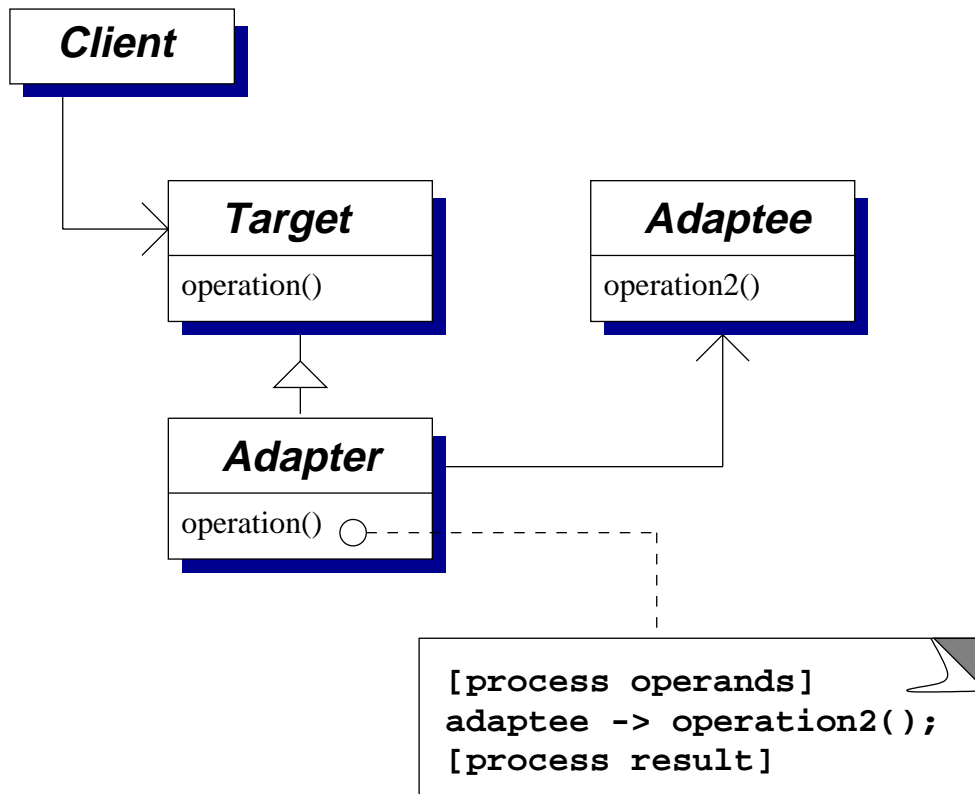 Client
Target
operation()
Adaptee
operation2()
Adapter
operation()
[process operands]
adaptee -> operation2();
[process result]